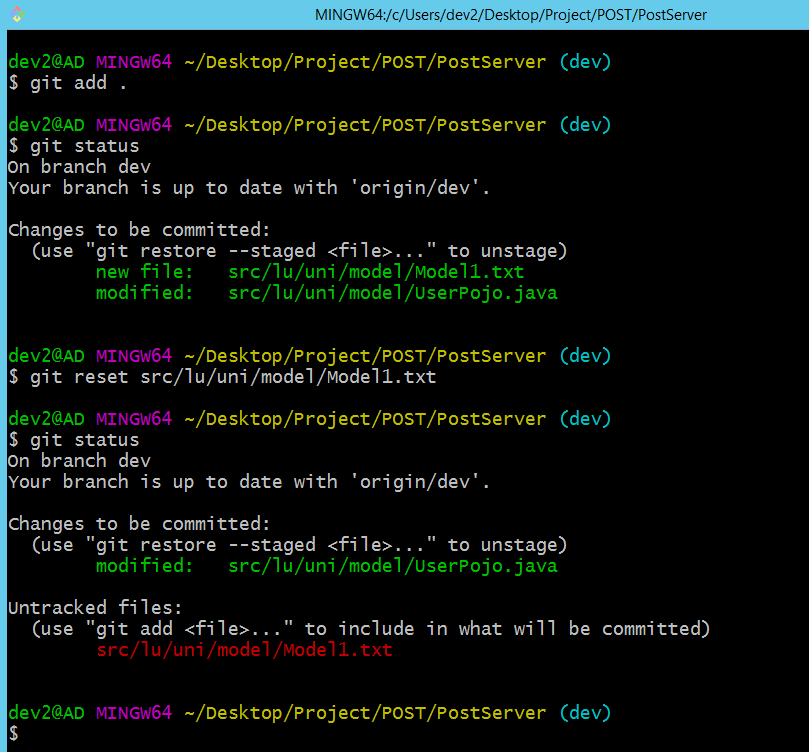 MINGW64:/c/Users/dev2/Desktop/Project/POST/PostServer
dev2@AD MINGW64 ~/Desktop/Project/POST/PostServer (dev)
$ git add .
dev2@AD MINGW64 ~/Desktop/Project/POST/PostServer (dev)
$ git status
On branch dev
Your branch is up to date with 'origin/dev'.
Changes to be committed:
  (use "git restore --staged <file>..." to unstage)
        new file:   src/lu/uni/model/Model1.txt
        modified:   src/lu/uni/model/UserPojo.java
dev2@AD MINGW64 ~/Desktop/Project/POST/PostServer (dev)
$ git reset src/lu/uni/model/Model1.txt
dev2@AD MINGW64 ~/Desktop/Project/POST/PostServer (dev)
$ git status
On branch dev
Your branch is up to date with 'origin/dev'.
Changes to be committed:
  (use "git restore --staged <file>..." to unstage)
        modified:   src/lu/uni/model/UserPojo.java
Untracked files:
  (use "git add <file>..." to include in what will be committed)
        src/lu/uni/model/Model1.txt
dev2@AD MINGW64 ~/Desktop/Project/POST/PostServer (dev)
$